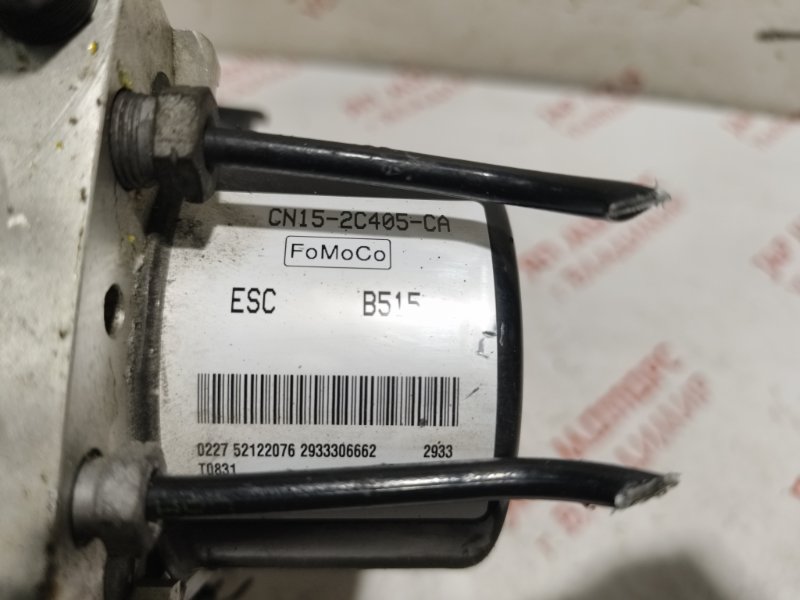 CN15-2C405-CA
FoMoCo
ESC B515
0227 52122076 2933306662 2933
T0831